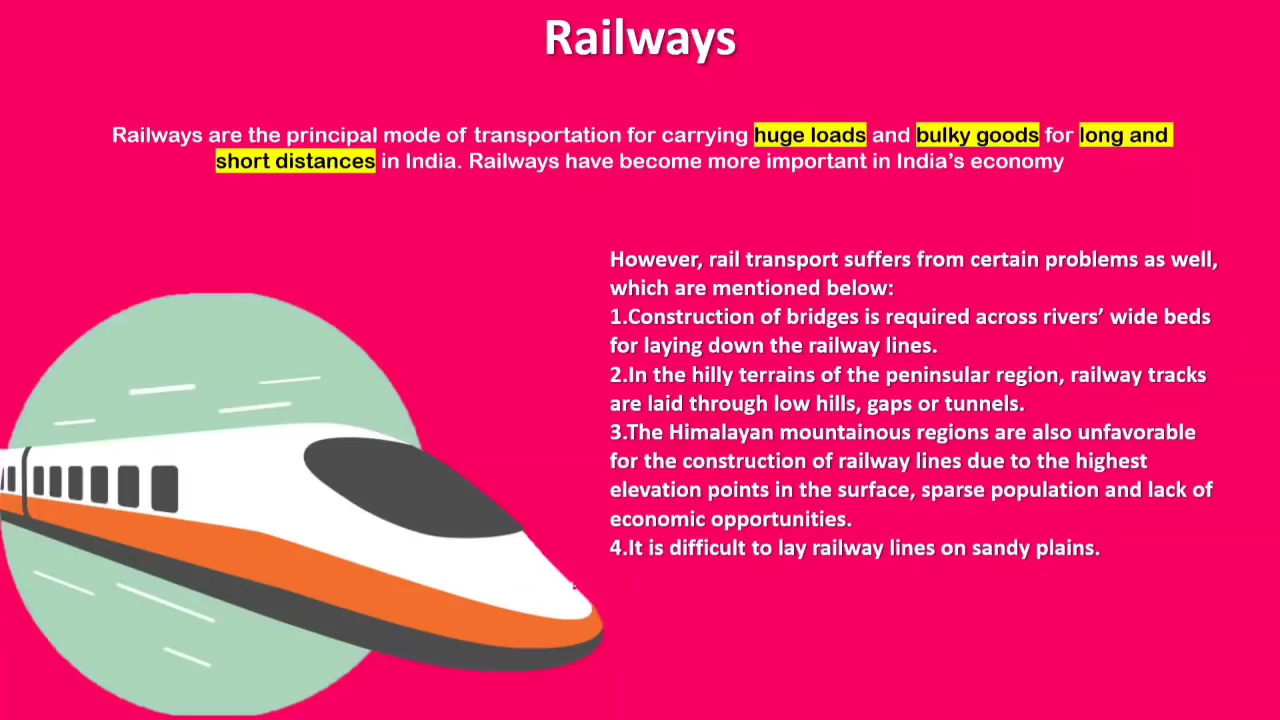 Railways
Railways are the principal mode of transportation for carrying huge loads and bulky goods for long and
short distances in India. Railways have become more important in India’s economy
However, rail transport suffers from certain problems as well,
which are mentioned below:
1.Construction of bridges is required across rivers’ wide beds
for laying down the railway lines.
2.In the hilly terrains of the peninsular region, railway tracks
are laid through low hills, gaps or tunnels.
3.The Himalayan mountainous regions are also unfavorable
for the construction of railway lines due to the highest
elevation points in the surface, sparse population and lack of
economic opportunities.
4.It is difficult to lay railway lines on sandy plains.